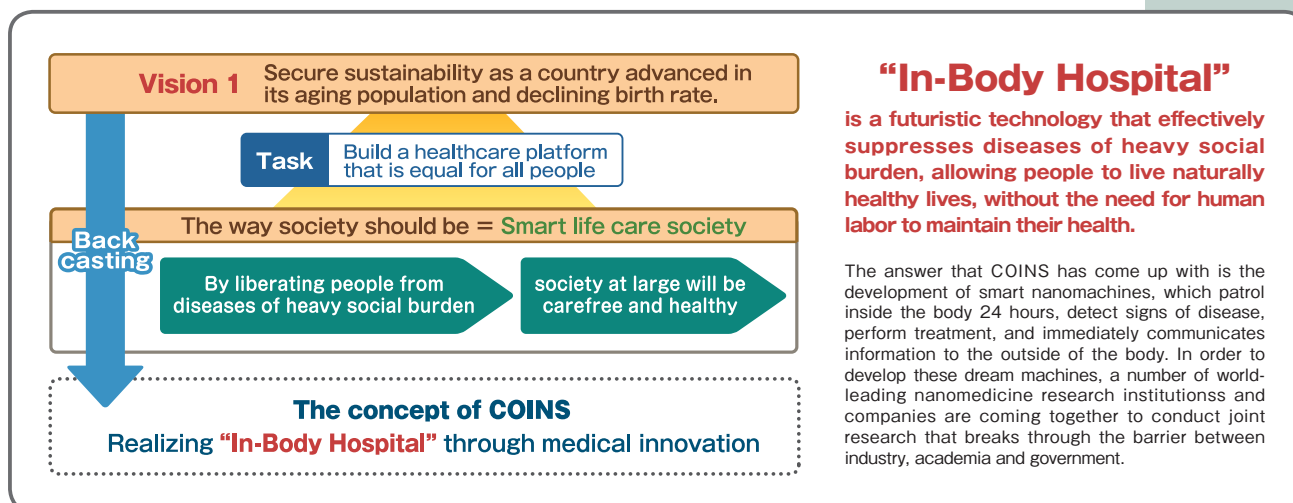 Vision 1
Secure sustainability as a country advanced in
its aging population and declining birth rate.
Task
Build a healthcare platform
that is equal for all people
The way society should be = Smart life care society
Back
casting
By liberating people from
diseases of heavy social burden
society at large will be
carefree and healthy
The concept of COINS
Realizing “In-Body Hospital” through medical innovation
“In-Body Hospital”
is a futuristic technology that effectively
suppresses diseases of heavy social
burden, allowing people to live naturally
healthy lives, without the need for human
labor to maintain their health.
The answer that COINS has come up with is the
development of smart nanomachines, which patrol
inside the body 24 hours, detect signs of disease,
perform treatment, and immediately communicates
information to the outside of the body. In order to
develop these dream machines, a number of world-
leading nanomedicine research institutionss and
companies are coming together to conduct joint
research that breaks through the barrier between
industry, academia and government.